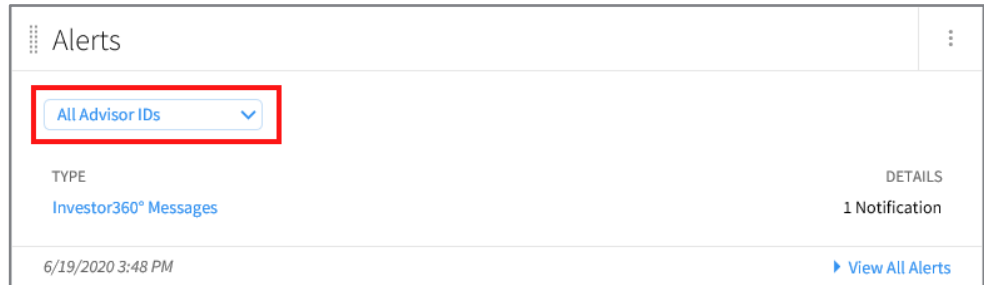 Alerts
All Advisor IDs
TYPE DETAILS
Investor360° Messages 1 Notification
6/19/2020 3:48 PM View All Alerts